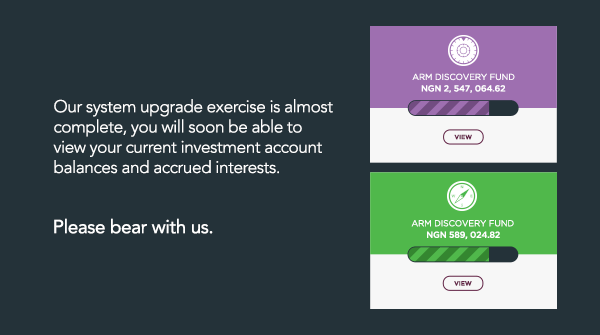 Our system upgrade exercise is almost
complete, you will soon be able to
view your current investment account
balances and accrued interests.
Please bear with us.
ARM DISCOVERY FUND
NGN 2, 547, 064.62
VIEW
ARM DISCOVERY FUND
NGN 589, 024.82
VIEW